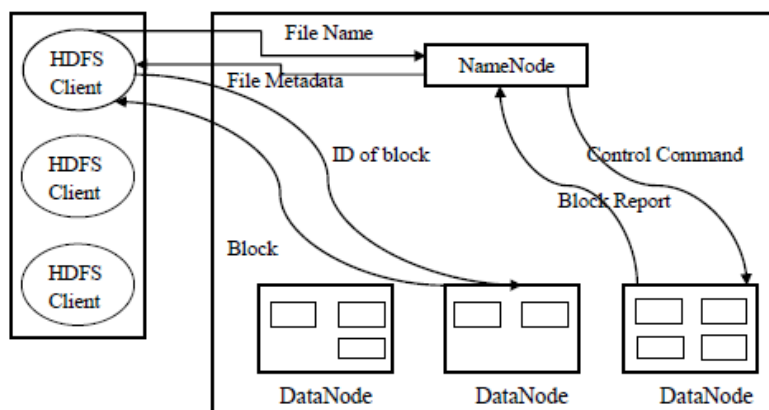 File Name
HDFS
Client
NameNode
File Metadata
ID of block
Control Command
HDFS
Client
Block Report
Block
HDFS
Client
DataNode
DataNode
DataNode